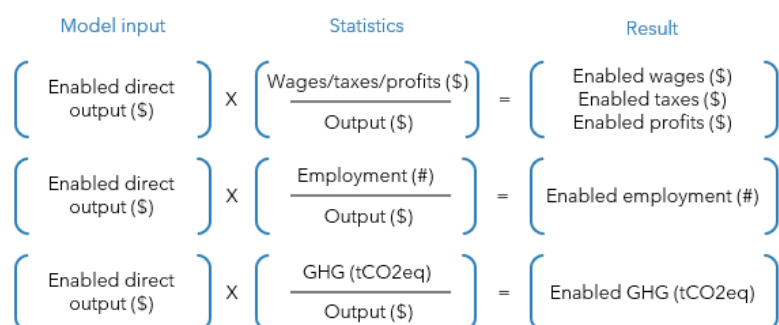 Model input
Statistics
Result
Enabled direct
output ($)
X
Wages/taxes/profits ($)
Output ($)
=
Enabled wages ($)
Enabled taxes ($)
Enabled profits ($)
Enabled direct
output ($)
X
Employment (#)
Output ($)
=
Enabled employment (#)
Enabled direct
output ($)
X
GHG (tCO2eq)
Output ($)
=
Enabled GHG (tCO2eq)